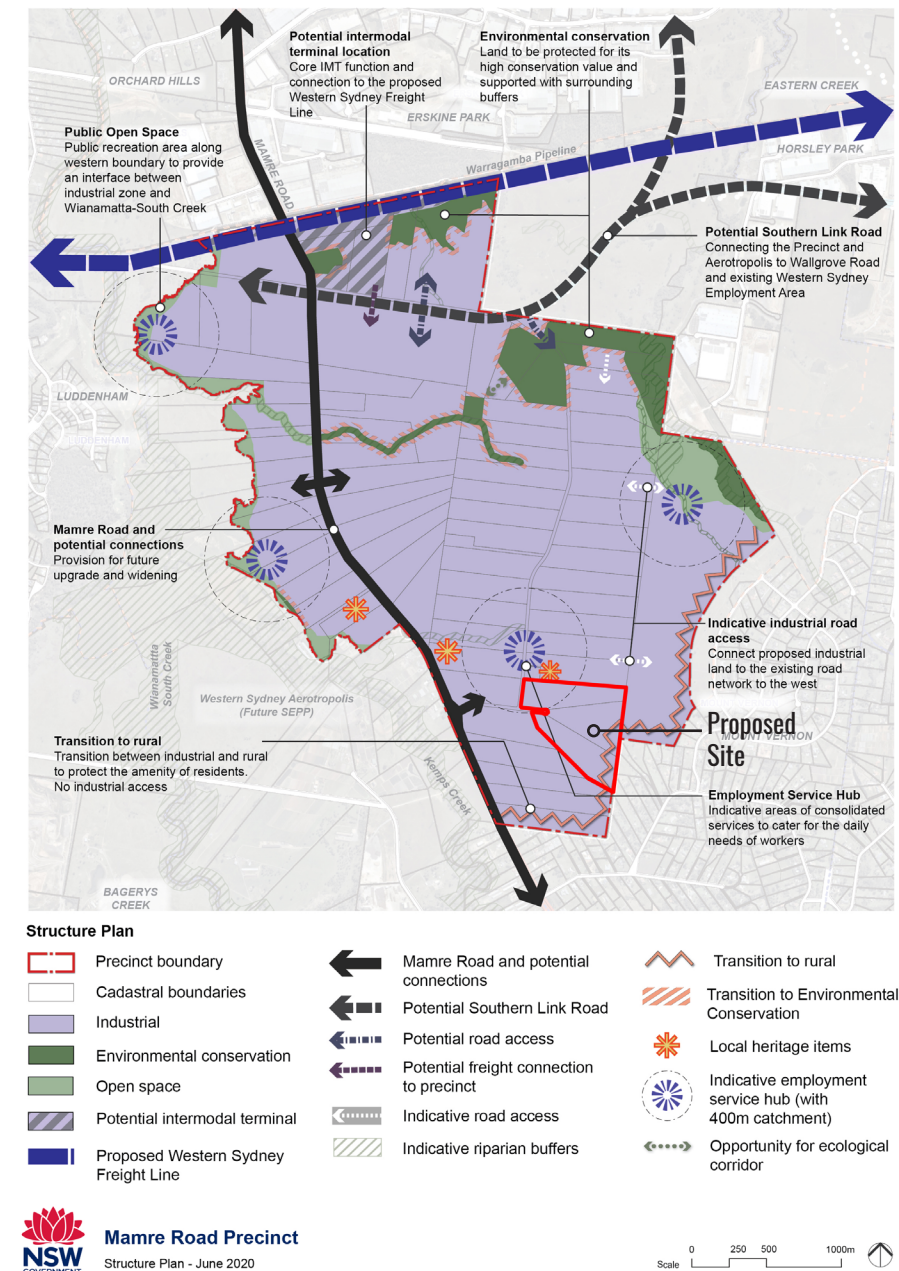 Potential intermodal
terminal location
Core IMT function and
connection to the proposed
Western Sydney Freight
Line
Environmental conservation
Land to be protected for its
high conservation value and
supported with surrounding
buffers
ORCHARD HILLS
EASTERN CREEK
ERSKINE PARK
HORSLEY PARK
Public Open Space
Public recreation area along
western boundary to provide
an interface between
industrial zone and
Wianamatta-South Creek
MAMRE ROAD
Warragamba Pipeline
Potential Southern Link Road
Connecting the Precinct and
Aerotropolis to Wallgrove Road
and existing Western Sydney
Employment Area
LUDDENHAM
Mamre Road and
potential connections
Provision for future
upgrade and widening
Indicative industrial road
access
Connect proposed industrial
land to the existing road
network to the west
Wianamattta
South Creek
Western Sydney Aerotropolis
(Future SEPP)
Proposed
Site
MOUNT VERNON
Transition to rural
Transition between industrial and rural
to protect the amenity of residents.
No industrial access
Kemps Creek
Employment Service Hub
Indicative areas of consolidated
services to cater for the daily
needs of workers
BAGERYS
CREEK
Structure Plan
Precinct boundary
Cadastral boundaries
Industrial
Environmental conservation
Open space
Potential intermodal terminal
Proposed Western Sydney
Freight Line
Mamre Road and potential
connections
Potential Southern Link Road
Potential road access
Potential freight connection
to precinct
Indicative road access
Indicative riparian buffers
Transition to rural
Transition to Environmental
Conservation
Local heritage items
Indicative employment
service hub (with
400m catchment)
Opportunity for ecological
corridor
NSW
GOVERNMENT
Mamre Road Precinct
Structure Plan - June 2020
Scale
0 250 500 1000m